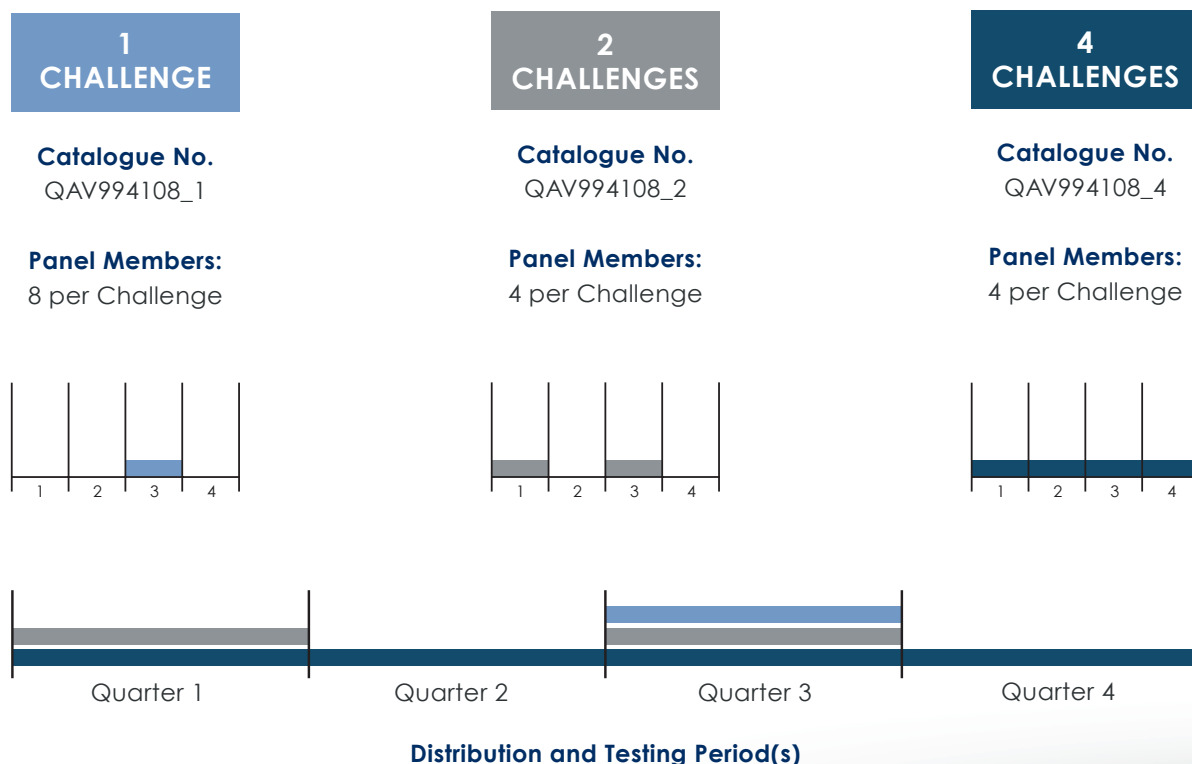 1
CHALLENGE
Catalogue No.
QAV994108_1
Panel Members:
8 per Challenge
1 2 3 4
2
CHALLENGES
Catalogue No.
QAV994108_2
Panel Members:
4 per Challenge
1 2 3 4
4
CHALLENGES
Catalogue No.
QAV994108_4
Panel Members:
4 per Challenge
1 2 3 4
Quarter 1 Quarter 2 Quarter 3 Quarter 4
Distribution and Testing Period(s)